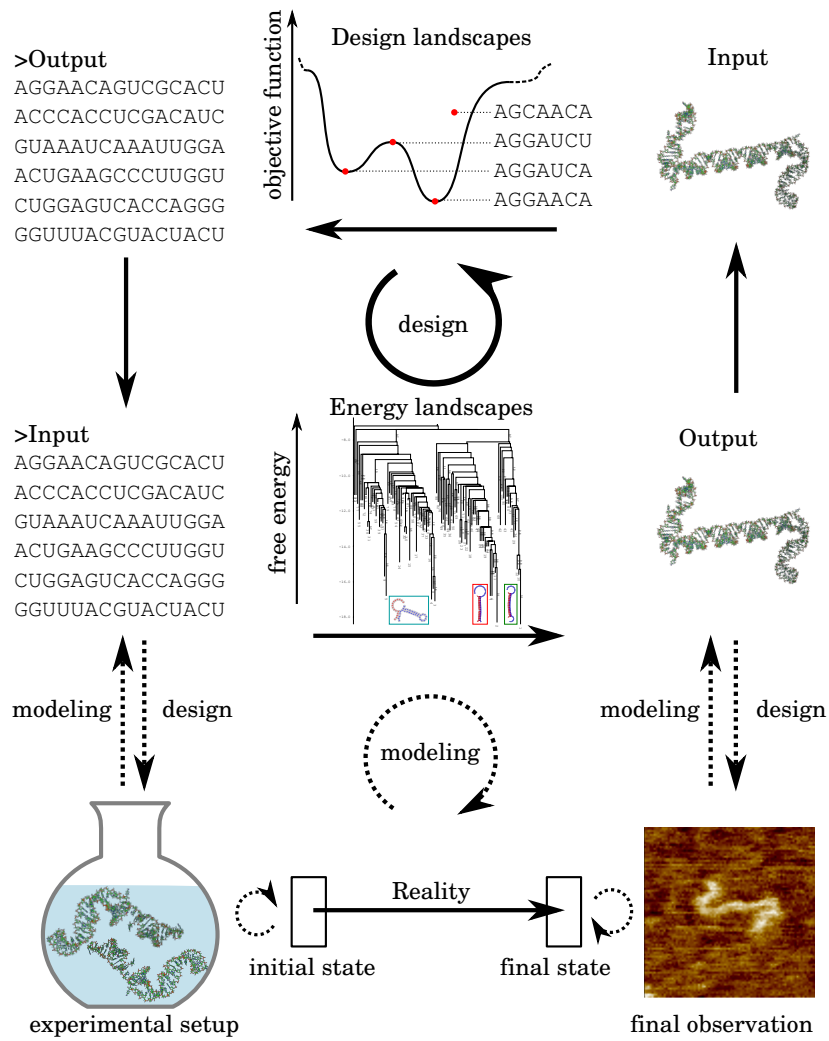 >Output
AGGAACAGUCGCACU
ACCCACCUCGACAUC
GUAAAUCAAAUUGGA
ACUGAAGCCCUUGGU
CUGGAGUCACCAGGG
GGUUUACGUACUACU
Design landscapes
objective function
AGCAACA
AGGAUCU
AGGAUCA
AGGAACA
Input
design
>Input
AGGAACAGUCGCACU
ACCCACCUCGACAUC
GUAAAUCAAAUUGGA
ACUGAAGCCCUUGGU
CUGGAGUCACCAGGG
GGUUUACGUACUACU
Energy landscapes
free energy
Output
modeling
design
modeling
modeling
design
Reality
initial state
final state
experimental setup
final observation